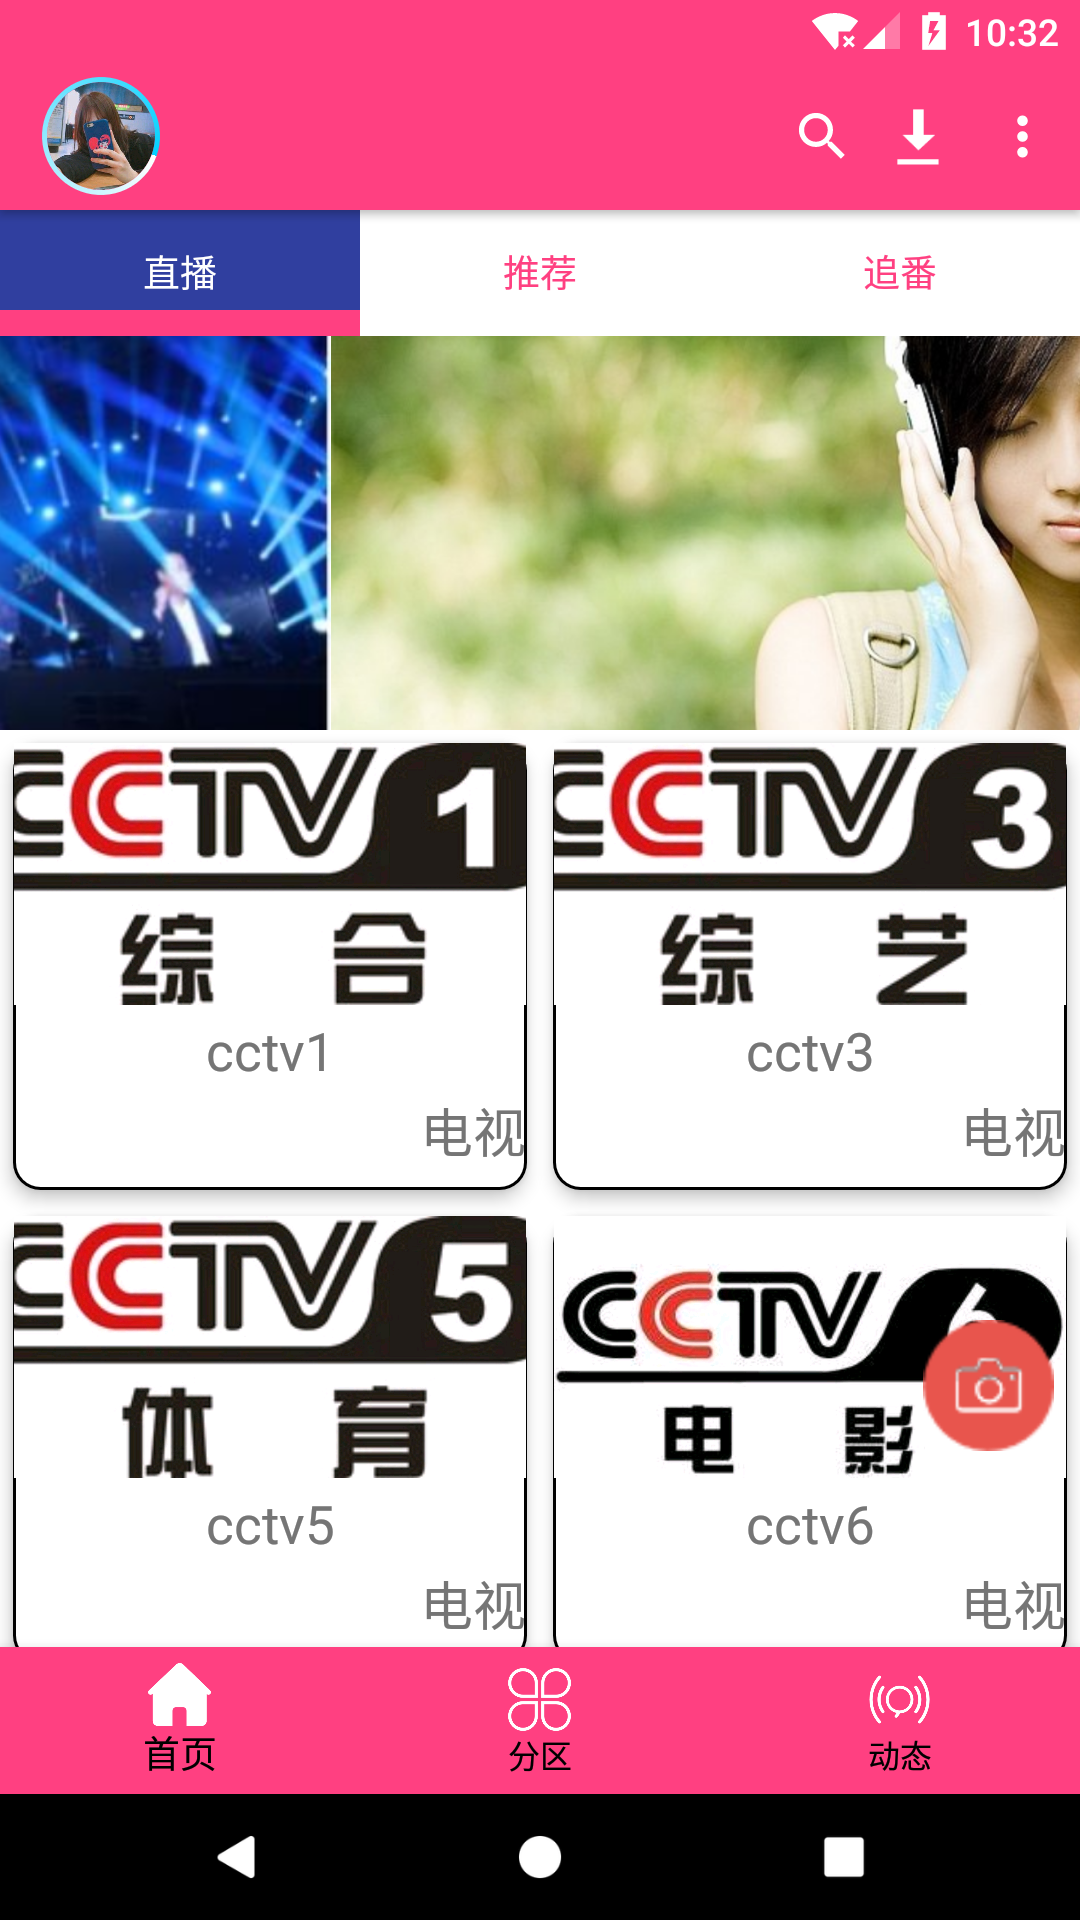 10:32
直播
推荐
追番
CCTV 1
综 合
cctv1
电视
CCTV 3
综 艺
cctv3
电视
CCTV 5
体 育
cctv5
电视
CCTV 6
电 影
cctv6
电视
首页
分区
动态